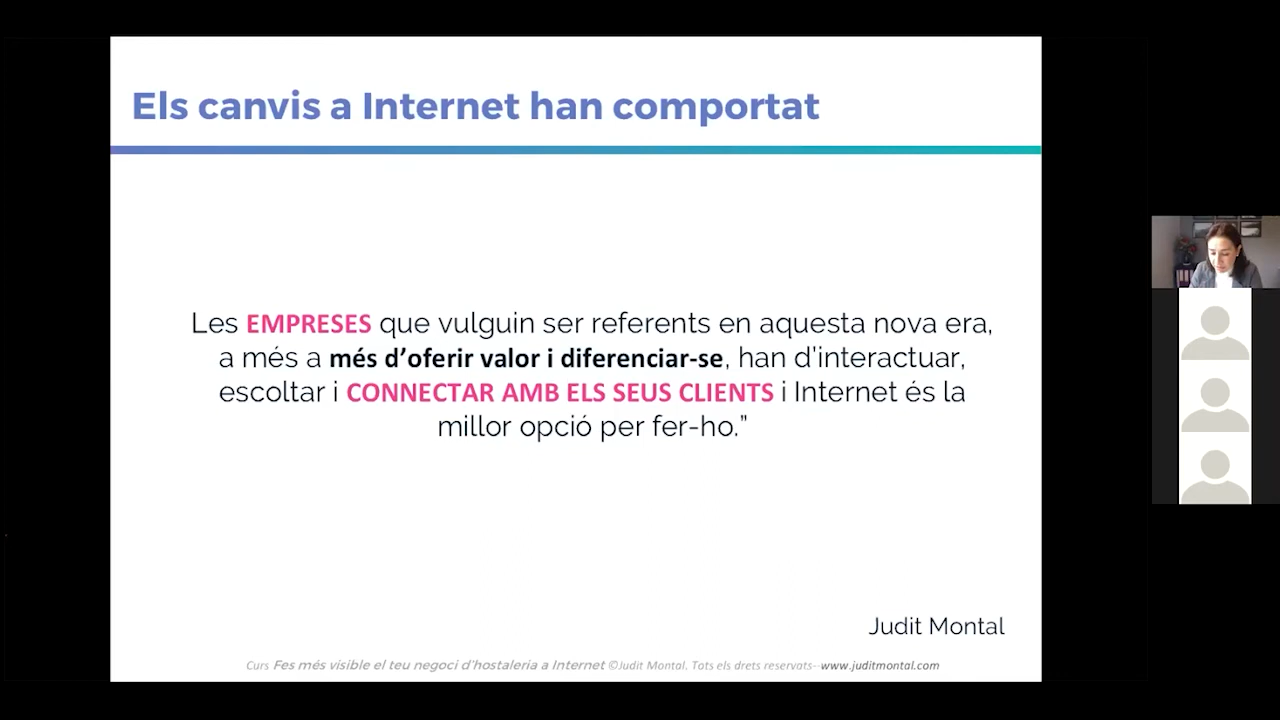 Els canvis a Internet han comportat
Les EMPRESES que vulguin ser referents en aquesta nova era,
a més a més d’oferir valor i diferenciar-se, han d’interactuar,
escoltar i CONNECTAR AMB ELS SEUS CLIENTS i Internet és la
millor opció per fer-ho.”
Judit Montal
Curs Fes més visible el teu negoci d’hostaleria a Internet ©Judit Montal. Tots els drets reservats--www.juditmontal.com